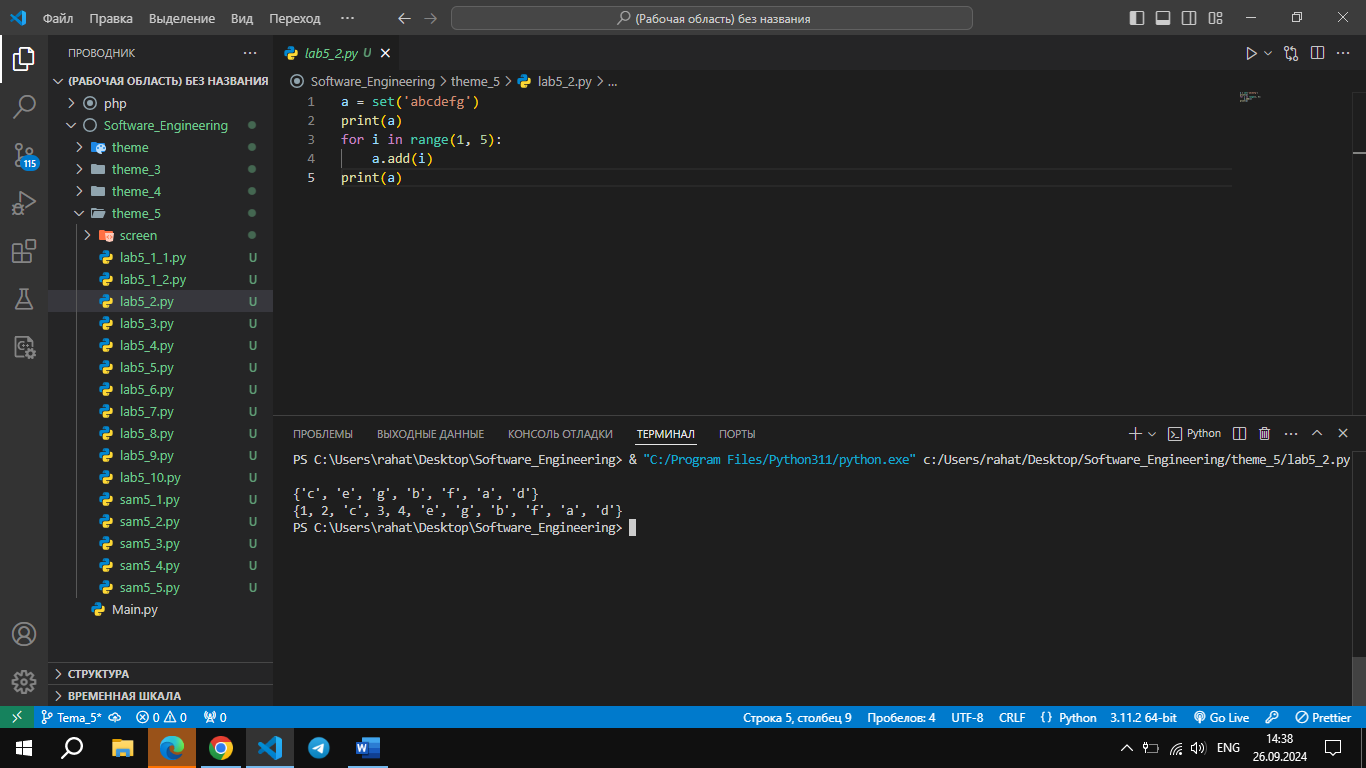 Файл Правка Выделение Вид Переход ··· (Рабочая область) без названия
ПРОВОДНИК ···
(РАБОЧАЯ ОБЛАСТЬ) БЕЗ НАЗВАНИЯ
php
Software_Engineering
theme
theme_3
theme_4
theme_5
screen
lab5_1_1.py U
lab5_1_2.py U
lab5_2.py U
lab5_3.py U
lab5_4.py U
lab5_5.py U
lab5_6.py U
lab5_7.py U
lab5_8.py U
lab5_9.py U
lab5_10.py U
sam5_1.py U
sam5_2.py U
sam5_3.py U
sam5_4.py U
sam5_5.py U
Main.py
СТРУКТУРА
ВРЕМЕННАЯ ШКАЛА
115
lab5_2.py U
Software_Engineering > theme_5 > lab5_2.py > ...
1 a = set('abcdefg')
2 print(a)
3 for i in range(1, 5):
4     a.add(i)
5 print(a)
ПРОБЛЕМЫ ВЫХОДНЫЕ ДАННЫЕ КОНСОЛЬ ОТЛАДКИ ТЕРМИНАЛ ПОРТЫ Python ···
PS C:\Users\rahat\Desktop\Software_Engineering> & "C:/Program Files/Python311/python.exe" c:/Users/rahat/Desktop/Software_Engineering/theme_5/lab5_2.py
{'c', 'e', 'g', 'b', 'f', 'a', 'd'}
{1, 2, 'c', 3, 4, 'e', 'g', 'b', 'f', 'a', 'd'}
PS C:\Users\rahat\Desktop\Software_Engineering>
Tema_5* 0 0 0 Строка 5, столбец 9 Пробелов: 4 UTF-8 CRLF {} Python 3.11.2 64-bit Go Live Prettier
ENG 14:38
26.09.2024